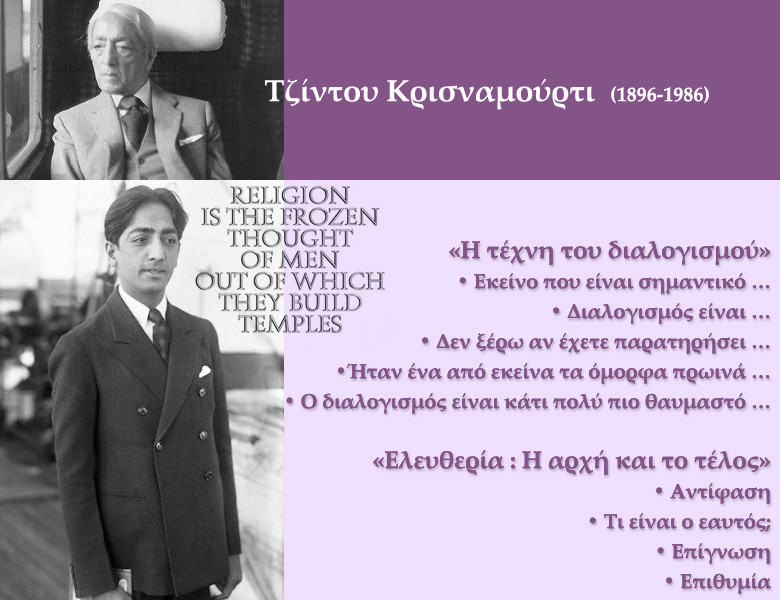 Τζίντου Κρισναμούρτι (1896-1986)
RELIGION
IS THE FROZEN
THOUGHT
OF MEN
OUT OF WHICH
THEY BUILD
TEMPLES
«Η τέχνη του διαλογισμού»
• Εκείνο που είναι σημαντικό ...
• Διαλογισμός είναι ...
• Δεν ξέρω αν έχετε παρατηρήσει ...
•Ήταν ένα από εκείνα τα όμορφα πρωινά ...
• Ο διαλογισμός είναι κάτι πολύ πιο θαυμαστό ...
«Ελευθερία : Η αρχή και το τέλος»
• Αντίφαση
• Τι είναι ο εαυτός;
• Επίγνωση
• Επιθυμία